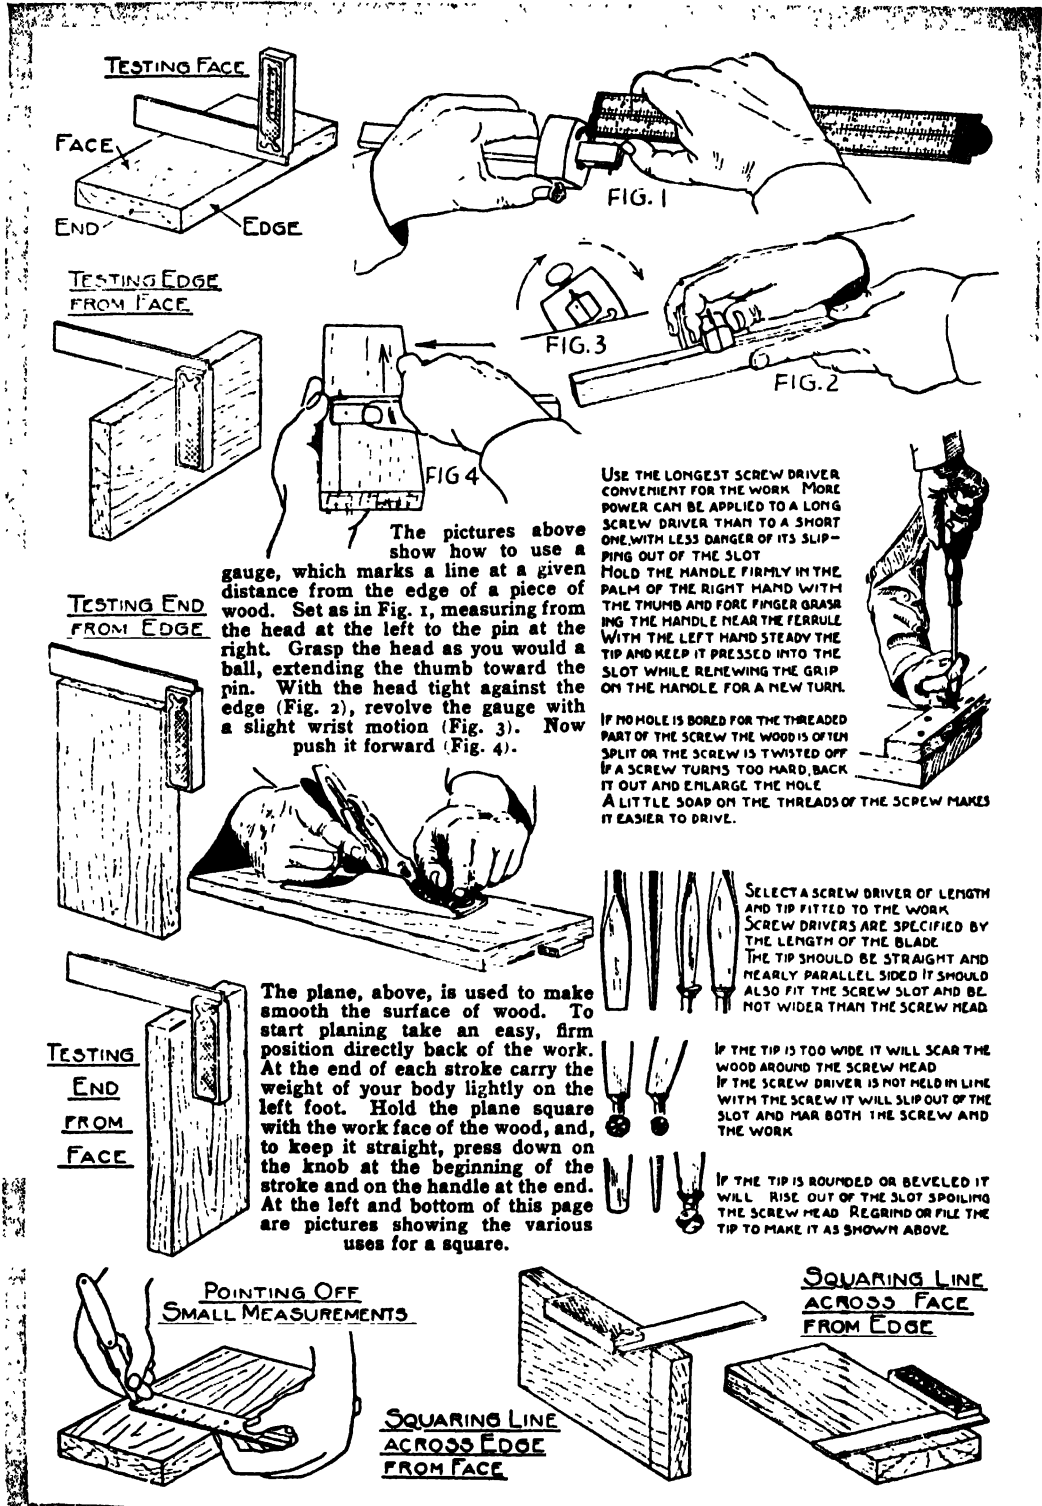 TESTING FACE
FACE
END
EDGE
FIG. 1
TESTING EDGE
FROM FACE
FIG. 3
FIG. 2
FIG 4
The pictures above
show how to use a
gauge, which marks a line at a given
distance from the edge of a piece of
wood. Set as in Fig. 1, measuring from
the head at the left to the pin at the
right. Grasp the head as you would a
ball, extending the thumb toward the
pin. With the head tight against the
edge (Fig. 2), revolve the gauge with
a slight wrist motion (Fig. 3). Now
push it forward (Fig. 4).
USE THE LONGEST SCREW DRIVER
CONVENIENT FOR THE WORK MORE
POWER CAN BE APPLIED TO A LONG
SCREW DRIVER THAN TO A SHORT
ONE, WITH LESS DANGER OF ITS SLIP-
PING OUT OF THE SLOT
HOLD THE HANDLE FIRMLY IN THE
PALM OF THE RIGHT HAND WITH
THE THUMB AND FORE FINGER GRASP
ING THE HANDLE NEAR THE FERRULE
WITH THE LEFT HAND STEADY THE
TIP AND KEEP IT PRESSED INTO THE
SLOT WHILE RENEWING THE GRIP
ON THE HANDLE FOR A NEW TURN.
IF NO HOLE IS BORED FOR THE THREADED
PART OF THE SCREW THE WOOD IS OFTEN
SPLIT OR THE SCREW IS TWISTED OFF
IF A SCREW TURNS TOO HARD, BACK
IT OUT AND ENLARGE THE HOLE
A LITTLE SOAP ON THE THREADS OF THE SCREW MAKES
IT EASIER TO DRIVE.
TESTING END
FROM EDGE
SELECT A SCREW DRIVER OF LENGTH
AND TIP FITTED TO THE WORK
SCREW DRIVERS ARE SPECIFIED BY
THE LENGTH OF THE BLADE
THE TIP SHOULD BE STRAIGHT AND
NEARLY PARALLEL SIDED IT SHOULD
ALSO FIT THE SCREW SLOT AND BE
NOT WIDER THAN THE SCREW HEAD
TESTING
END
FROM
FACE
The plane, above, is used to make
smooth the surface of wood. To
start planing take an easy, firm
position directly back of the work.
At the end of each stroke carry the
weight of your body lightly on the
left foot. Hold the plane square
with the work face of the wood, and,
to keep it straight, press down on
the knob at the beginning of the
stroke and on the handle at the end.
At the left and bottom of this page
are pictures showing the various
uses for a square.
IF THE TIP IS TOO WIDE IT WILL SCAR THE
WOOD AROUND THE SCREW HEAD
IF THE SCREW DRIVER IS NOT HELD IN LINE
WITH THE SCREW IT WILL SLIP OUT OF THE
SLOT AND MAR BOTH THE SCREW AND
THE WORK
IF THE TIP IS ROUNDED OR BEVELED IT
WILL RISE OUT OF THE SLOT SPOILING
THE SCREW HEAD REGRIND OR FILE THE
TIP TO MAKE IT AS SHOWN ABOVE
POINTING OFF
SMALL MEASUREMENTS
SQUARING LINE
ACROSS EDGE
FROM FACE
SQUARING LINE
ACROSS FACE
FROM EDGE